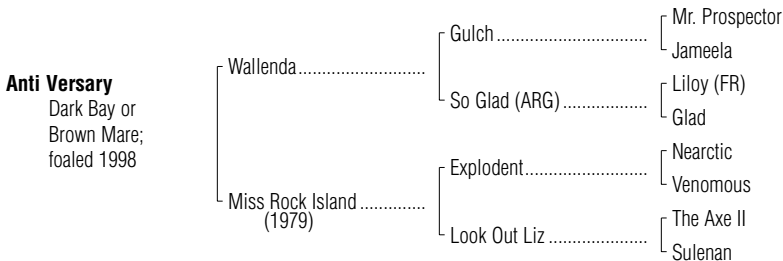 Anti Versary
Dark Bay or
Brown Mare;
foaled 1998
Wallenda
Miss Rock Island
(1979)
Gulch
So Glad (ARG)
Explodent
Look Out Liz
Mr. Prospector
Jameela
Liloy (FR)
Glad
Nearctic
Venomous
The Axe II
Sulenan